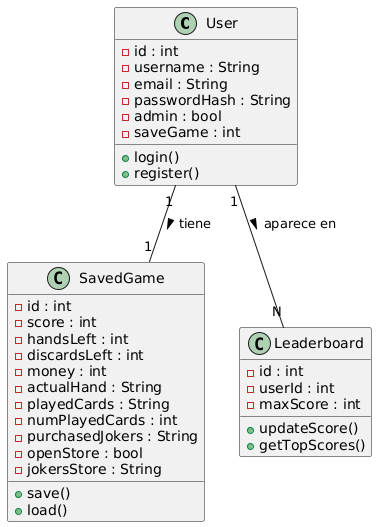 C User
id : int
username : String
email : String
passwordHash : String
admin : bool
saveGame : int
login()
register()
1 1
tiene aparece en
1
N
C SavedGame
id : int
score : int
handsLeft : int
discardsLeft : int
money : int
actualHand : String
playedCards : String
numPlayedCards : int
purchasedJokers : String
openStore : bool
jokersStore : String
save()
load()
C Leaderboard
id : int
userId : int
maxScore : int
updateScore()
getTopScores()